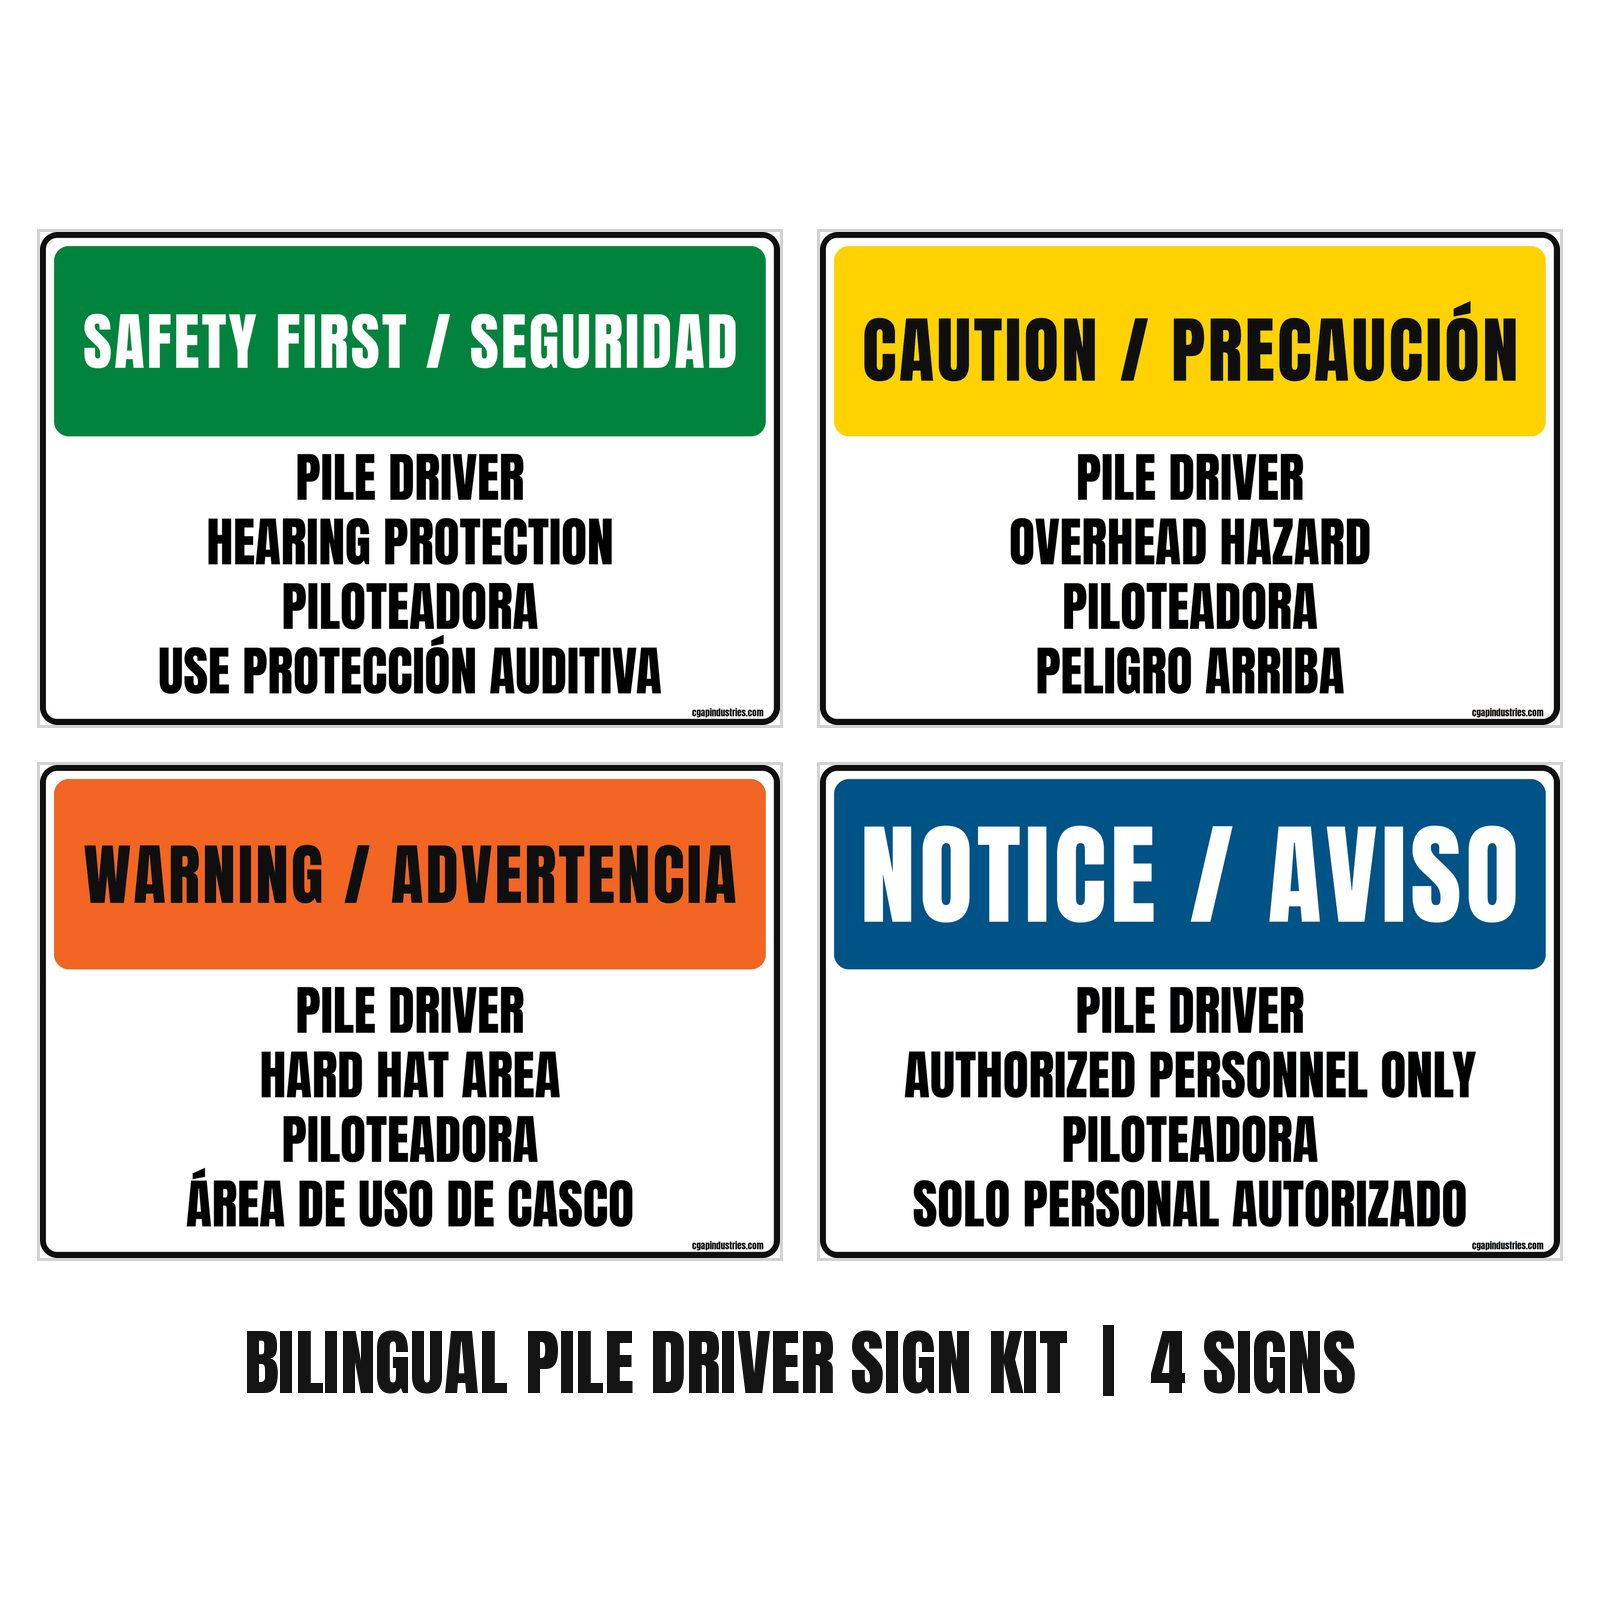 SAFETY FIRST / SEGURIDAD
PILE DRIVER
HEARING PROTECTION
PILOTEADORA
USE PROTECCIÓN AUDITIVA
cgapindustries.com
CAUTION / PRECAUCIÓN
PILE DRIVER
OVERHEAD HAZARD
PILOTEADORA
PELIGRO ARRIBA
cgapindustries.com
WARNING / ADVERTENCIA
PILE DRIVER
HARD HAT AREA
PILOTEADORA
ÁREA DE USO DE CASCO
cgapindustries.com
NOTICE / AVISO
PILE DRIVER
AUTHORIZED PERSONNEL ONLY
PILOTEADORA
SOLO PERSONAL AUTORIZADO
cgapindustries.com
BILINGUAL PILE DRIVER SIGN KIT | 4 SIGNS